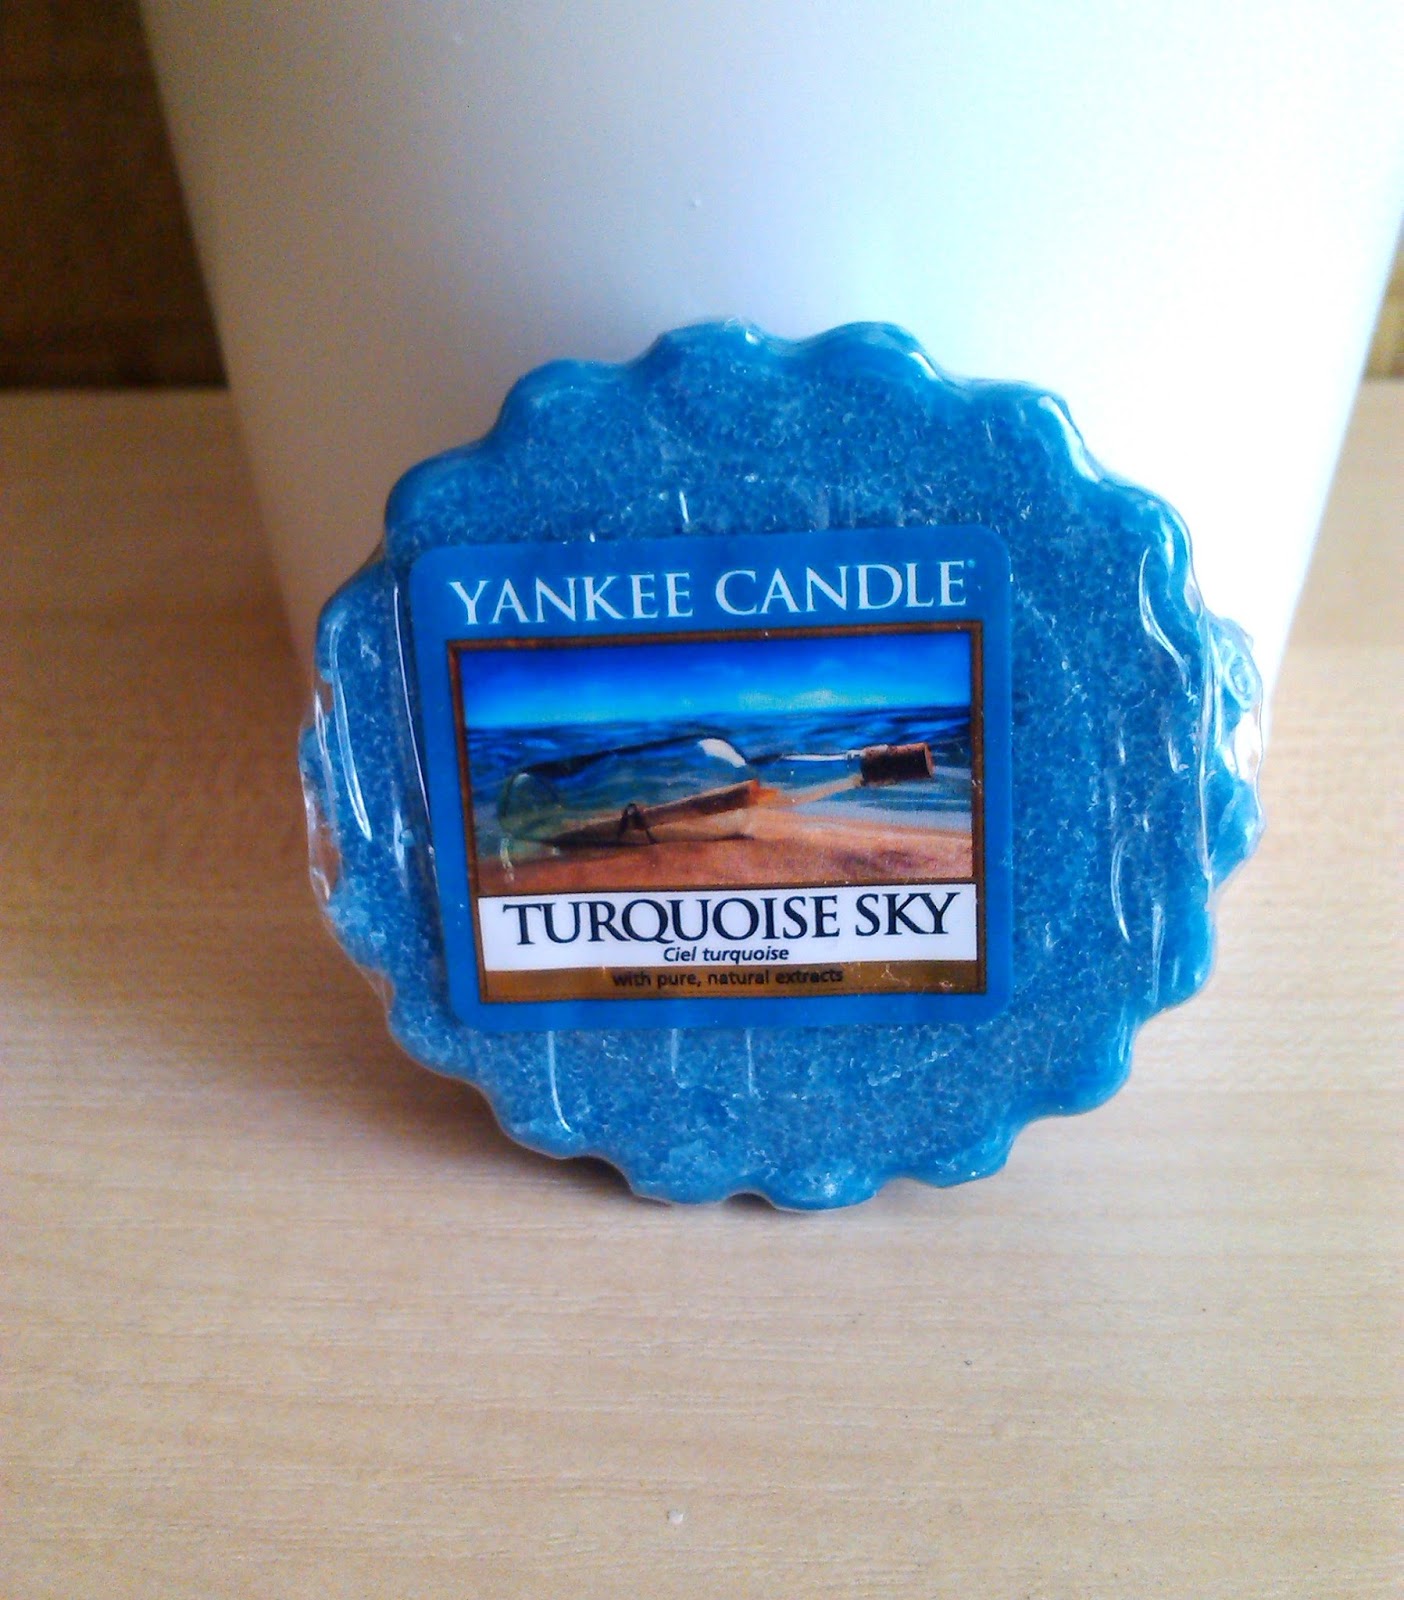 YANKEE CANDLE®
TURQUOISE SKY
Ciel turquoise
with pure, natural extracts